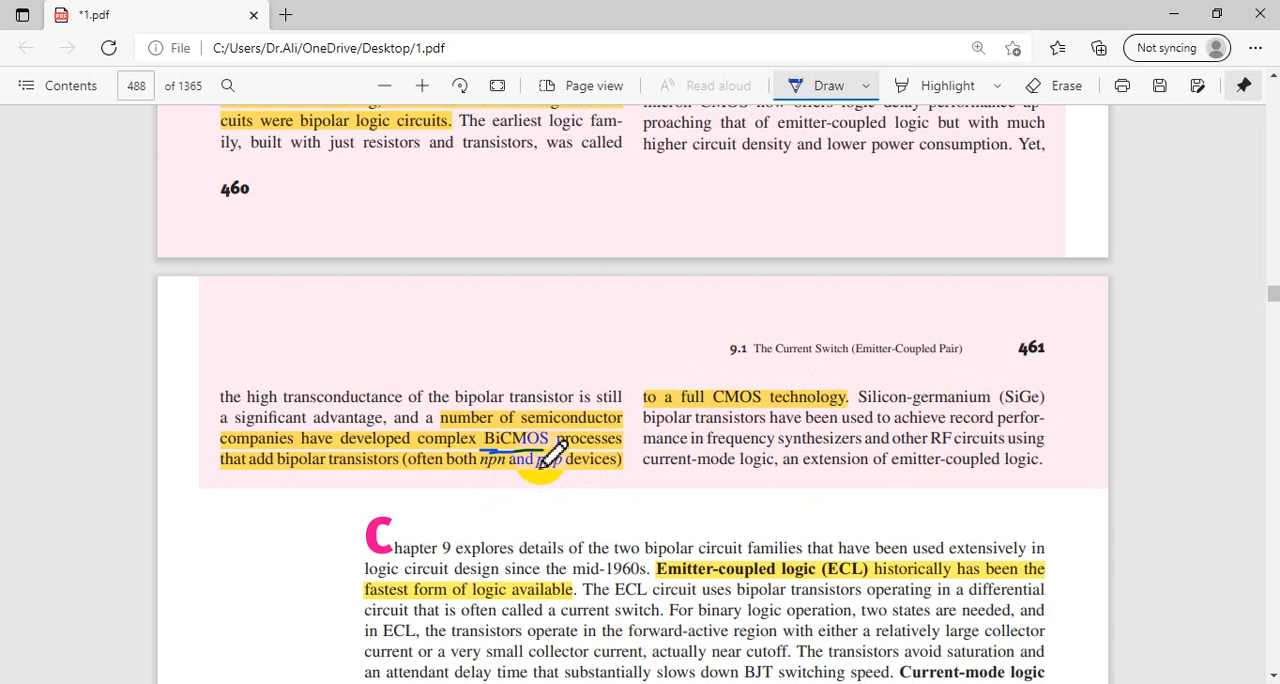 *1.pdf
File
C:/Users/Dr.Ali/OneDrive/Desktop/1.pdf
Not syncing
Contents
488
of 1365
Page view
Read aloud
Draw
Highlight
Erase
cuits were bipolar logic circuits. The earliest logic fam-
ily, built with just resistors and transistors, was called
460
micron CMOS now offers logic delay performance ap-
proaching that of emitter-coupled logic but with much
higher circuit density and lower power consumption. Yet,
9.1 The Current Switch (Emitter-Coupled Pair)
461
the high transconductance of the bipolar transistor is still
a significant advantage, and a number of semiconductor
companies have developed complex BiCMOS processes
that add bipolar transistors (often both npn and pnp devices)
to a full CMOS technology. Silicon-germanium (SiGe)
bipolar transistors have been used to achieve record perfor-
mance in frequency synthesizers and other RF circuits using
current-mode logic, an extension of emitter-coupled logic.
Chapter 9 explores details of the two bipolar circuit families that have been used extensively in
logic circuit design since the mid-1960s. Emitter-coupled logic (ECL) historically has been the
fastest form of logic available. The ECL circuit uses bipolar transistors operating in a differential
circuit that is often called a current switch. For binary logic operation, two states are needed, and
in ECL, the transistors operate in the forward-active region with either a relatively large collector
current or a very small collector current, actually near cutoff. The transistors avoid saturation and
an attendant delay time that substantially slows down BJT switching speed. Current-mode logic